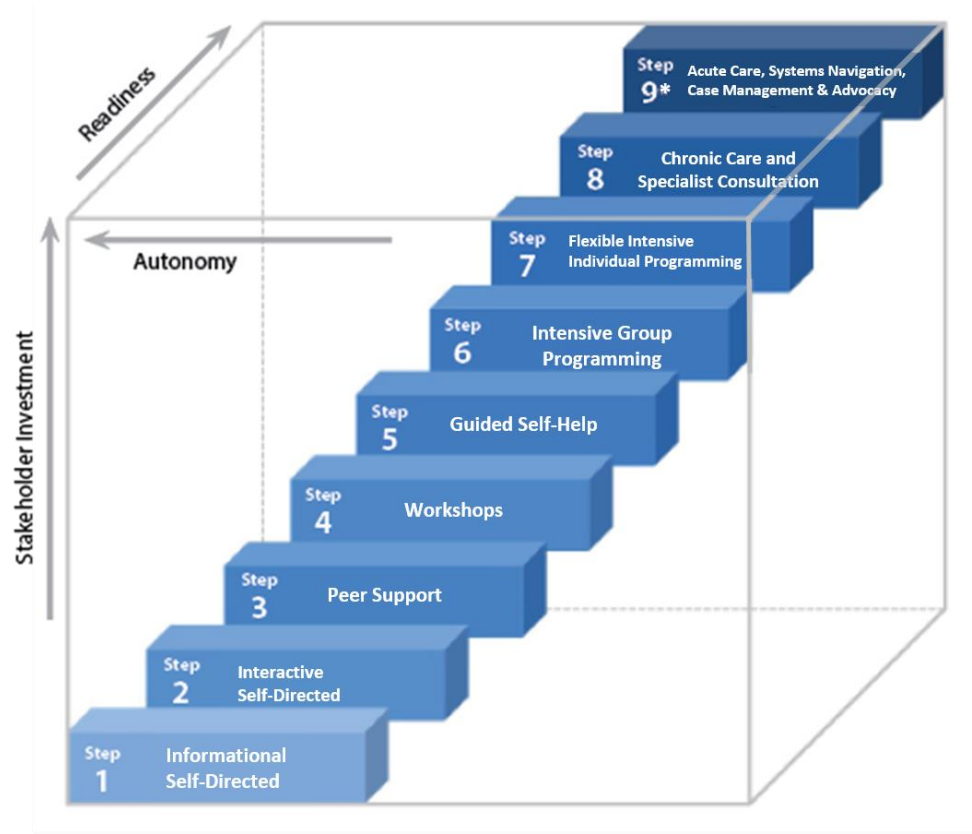 Readiness
Step
9*
Acute Care, Systems Navigation,
Case Management & Advocacy
Step
8
Chronic Care and
Specialist Consultation
Step
7
Flexible Intensive
Individual Programming
Autonomy
Step
6
Intensive Group
Programming
Stakeholder Investment
Step
5
Guided Self-Help
Step
4
Workshops
Step
3
Peer Support
Step
2
Interactive
Self-Directed
Step
1
Informational
Self-Directed